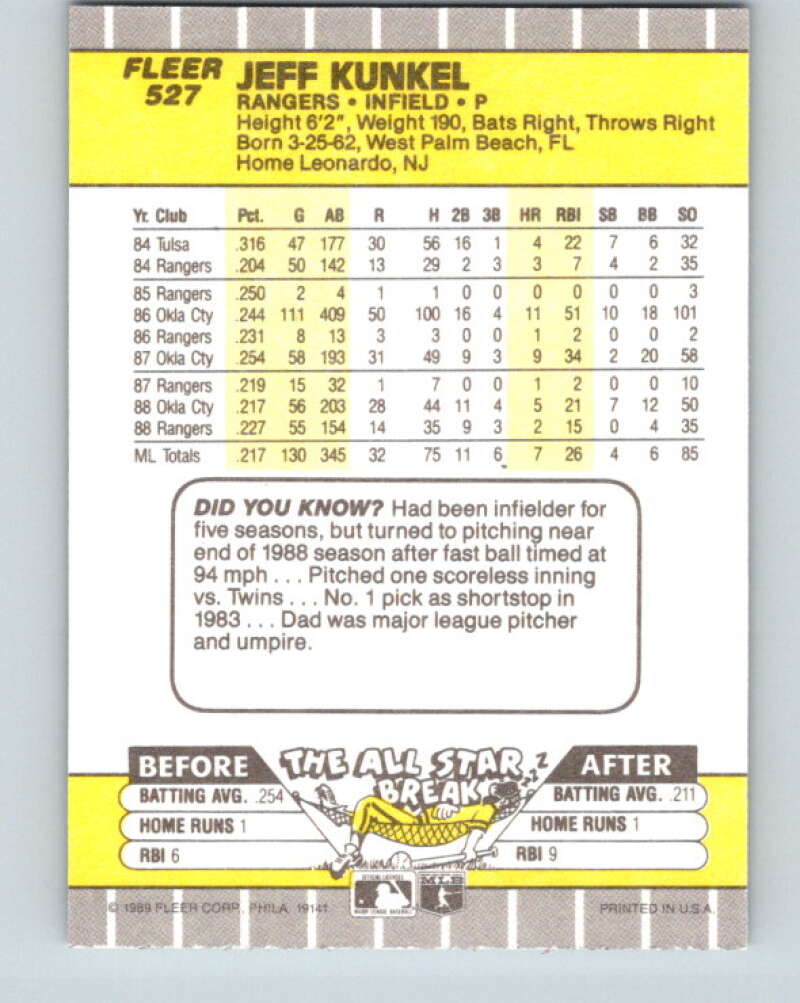 FLEER
527
JEFF KUNKEL
RANGERS • INFIELD • P
Height 6'2", Weight 190, Bats Right, Throws Right
Born 3-25-62, West Palm Beach, FL
Home Leonardo, NJ
Yr. Club Pct. G AB R H 2B 3B HR RBI SB BB SO
84 Tulsa .316 47 177 30 56 16 1 4 22 7 6 32
84 Rangers .204 50 142 13 29 2 3 3 7 4 2 35
85 Rangers .250 2 4 1 1 0 0 0 0 0 0 3
86 Okla Cty .244 111 409 50 100 16 4 11 51 10 18 101
86 Rangers .231 8 13 3 3 0 0 1 2 0 0 2
87 Okla Cty .254 58 193 31 49 9 3 9 34 2 20 58
87 Rangers .219 15 32 1 7 0 0 1 2 0 0 10
88 Okla Cty .217 56 203 28 44 11 4 5 21 7 12 50
88 Rangers .227 55 154 14 35 9 3 2 15 0 4 35
ML Totals .217 130 345 32 75 11 6 7 26 4 6 85
DID YOU KNOW? Had been infielder for
five seasons, but turned to pitching near
end of 1988 season after fast ball timed at
94 mph . . . Pitched one scoreless inning
vs. Twins . . . No. 1 pick as shortstop in
1983 . . . Dad was major league pitcher
and umpire.
THE ALL STAR
BREAK
ZZZ
BEFORE
BATTING AVG. .254
HOME RUNS 1
RBI 6
AFTER
BATTING AVG. .211
HOME RUNS 1
RBI 9
OFFICIAL LICENSEE
MAJOR LEAGUE BASEBALL
MLB
© 1989 FLEER CORP. PHILA. 19141
PRINTED IN U.S.A.